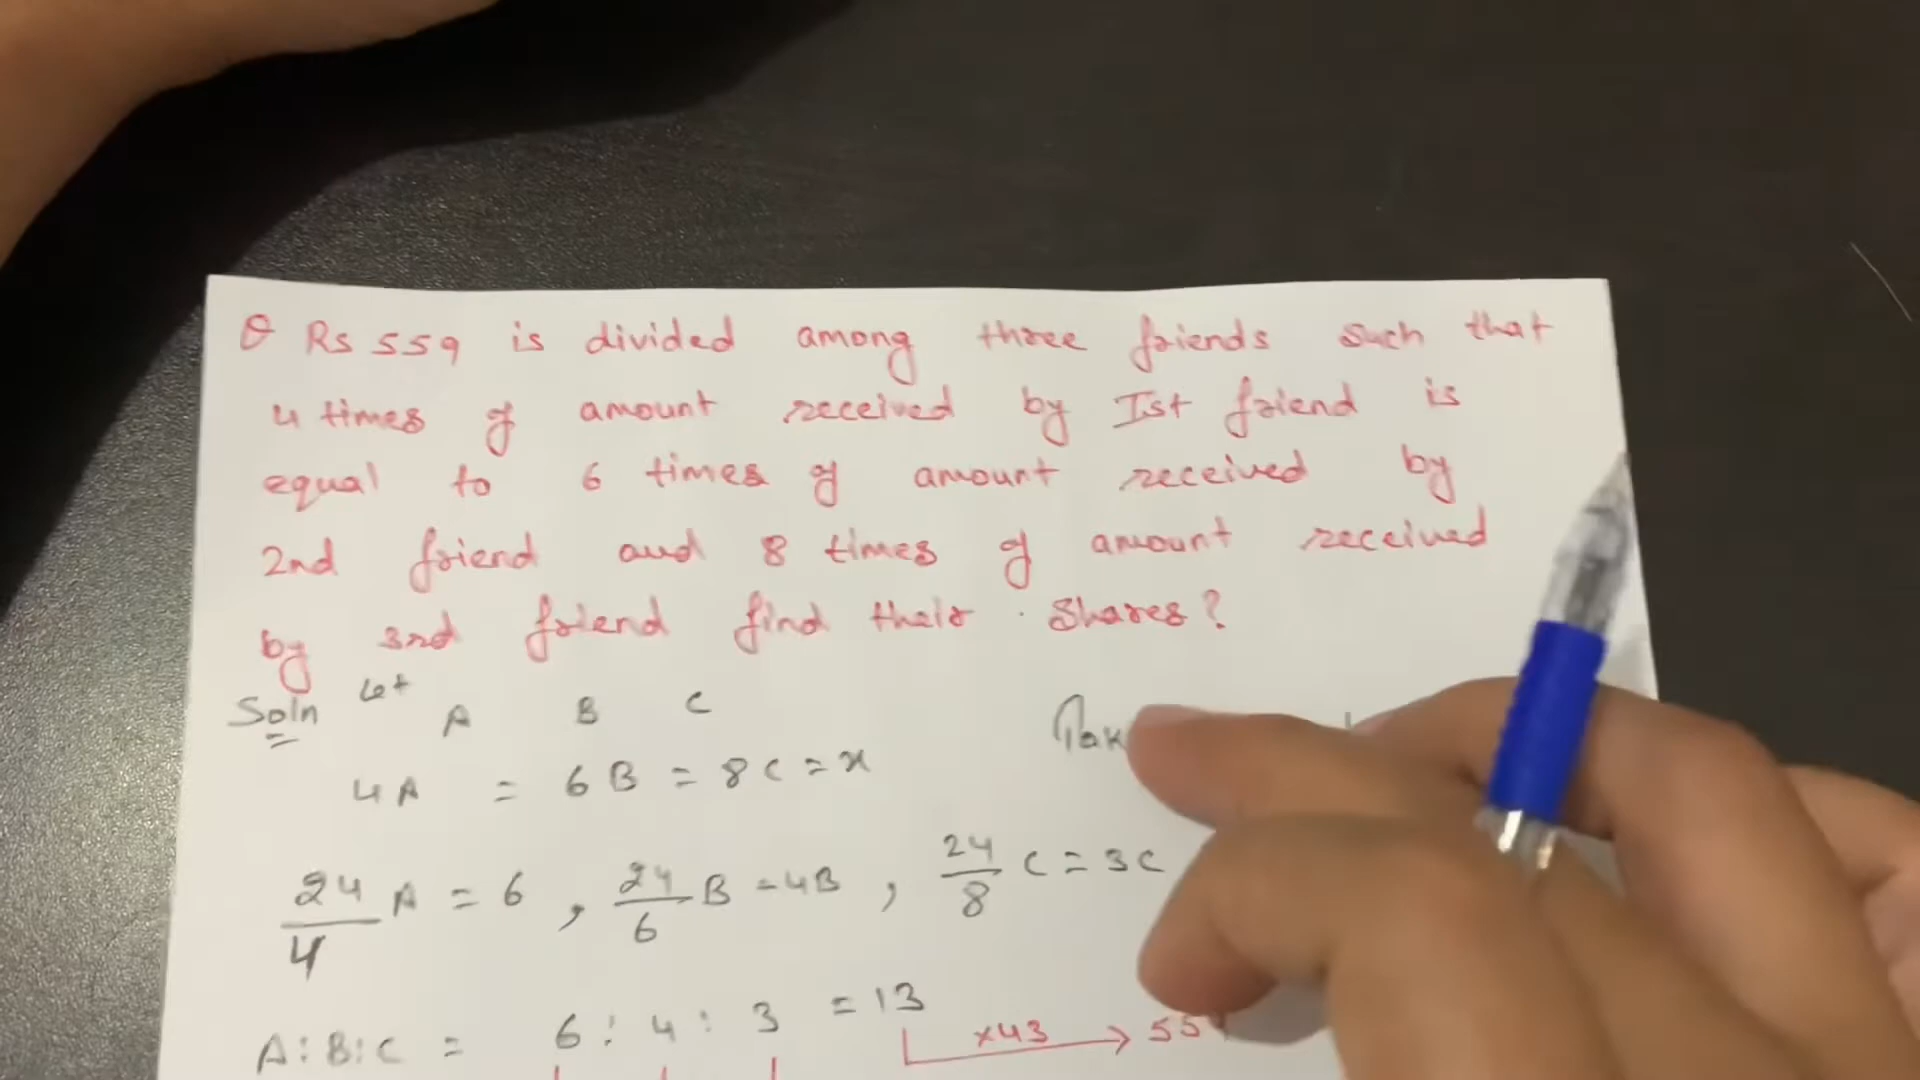 Q Rs 559 is divided among three friends such that
4 times of amount received by Ist friend is
equal to 6 times of amount received by
2nd friend and 8 times of amount received
by 3rd friend find their shares?
Soln Let A B C
4A = 6B = 8C = x
24/4 A = 6 , 24/6 B = 4B , 24/8 C = 3C
A:B:C = 6 : 4 : 3 = 13
×43 → 559